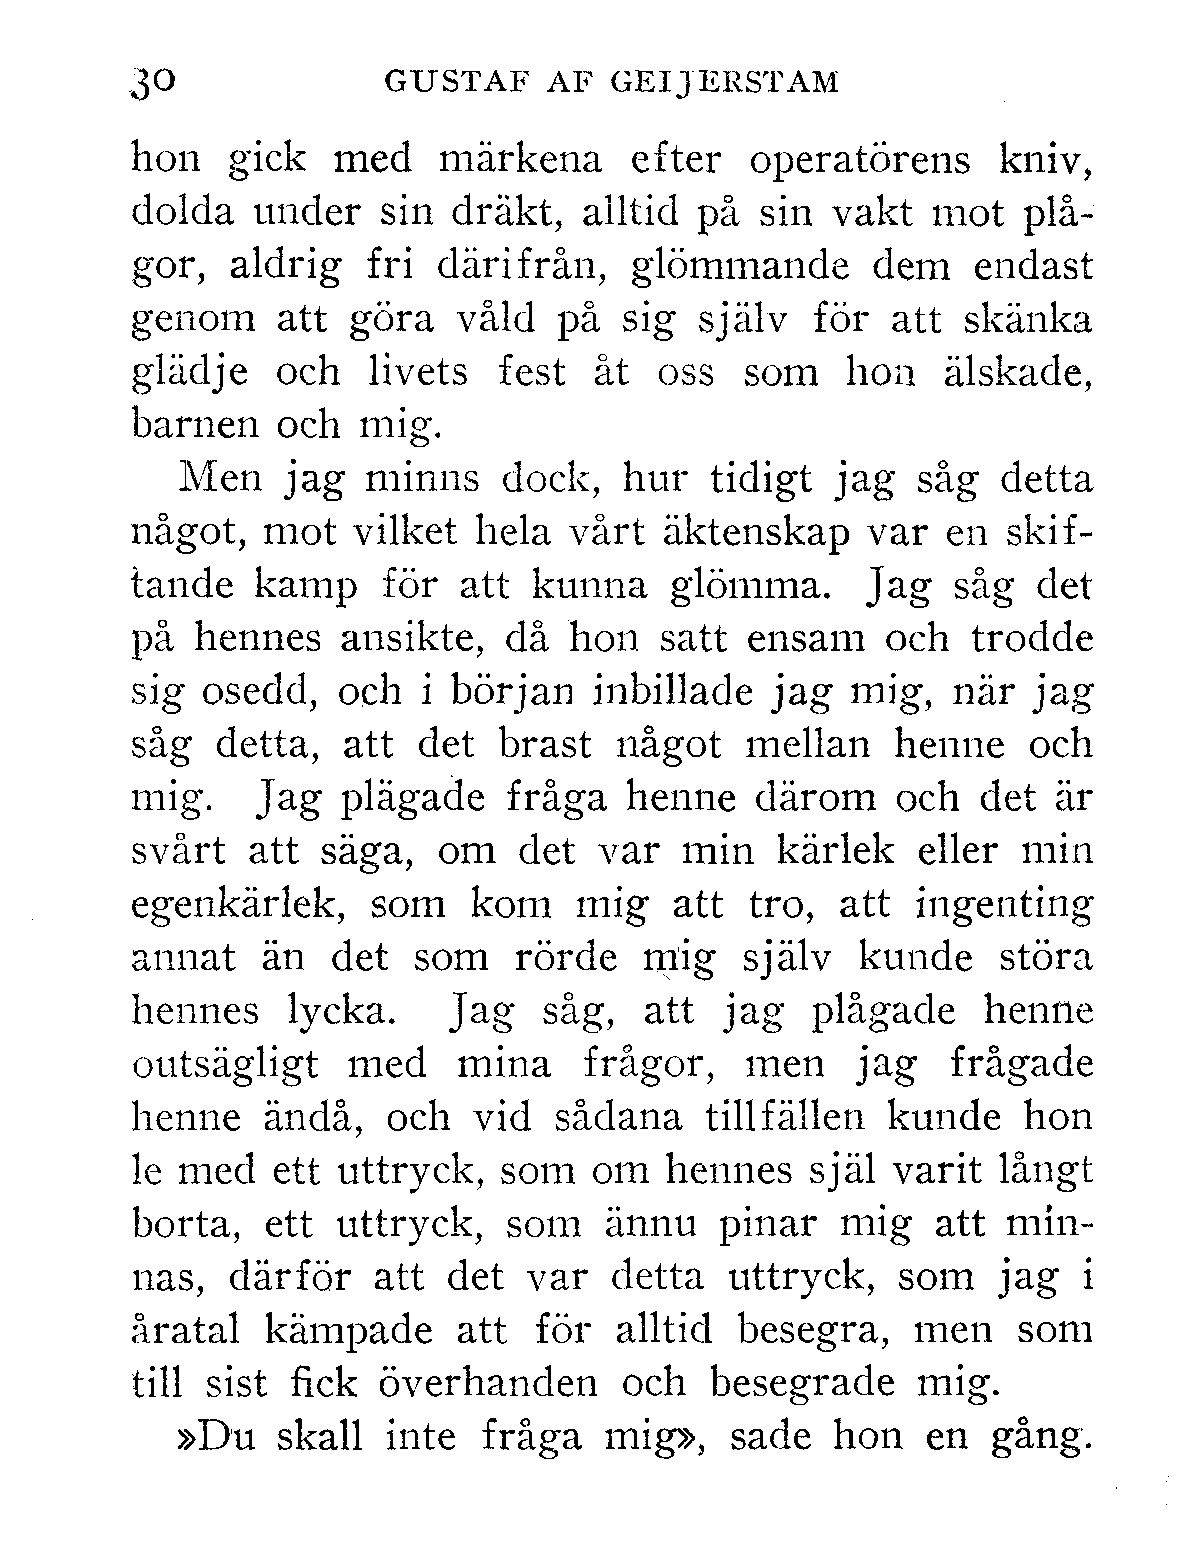 30 GUSTAF AF GEIJERSTAM
hon gick med märkena efter operatörens kniv,
dolda under sin dräkt, alltid på sin vakt mot plå-
gor, aldrig fri därifrån, glömmande dem endast
genom att göra våld på sig själv för att skänka
glädje och livets fest åt oss som hon älskade,
barnen och mig.
Men jag minns dock, hur tidigt jag såg detta
något, mot vilket hela vårt äktenskap var en skif-
tande kamp för att kunna glömma. Jag såg det
på hennes ansikte, då hon satt ensam och trodde
sig osedd, och i början inbillade jag mig, när jag
såg detta, att det brast något mellan henne och
mig. Jag plägade fråga henne därom och det är
svårt att säga, om det var min kärlek eller min
egenkärlek, som kom mig att tro, att ingenting
annat än det som rörde mig själv kunde störa
hennes lycka. Jag såg, att jag plågade henne
outsägligt med mina frågor, men jag frågade
henne ändå, och vid sådana tillfällen kunde hon
le med ett uttryck, som om hennes själ varit långt
borta, ett uttryck, som ännu pinar mig att min-
nas, därför att det var detta uttryck, som jag i
åratal kämpade att för alltid besegra, men som
till sist fick överhanden och besegrade mig.
»Du skall inte fråga mig», sade hon en gång.